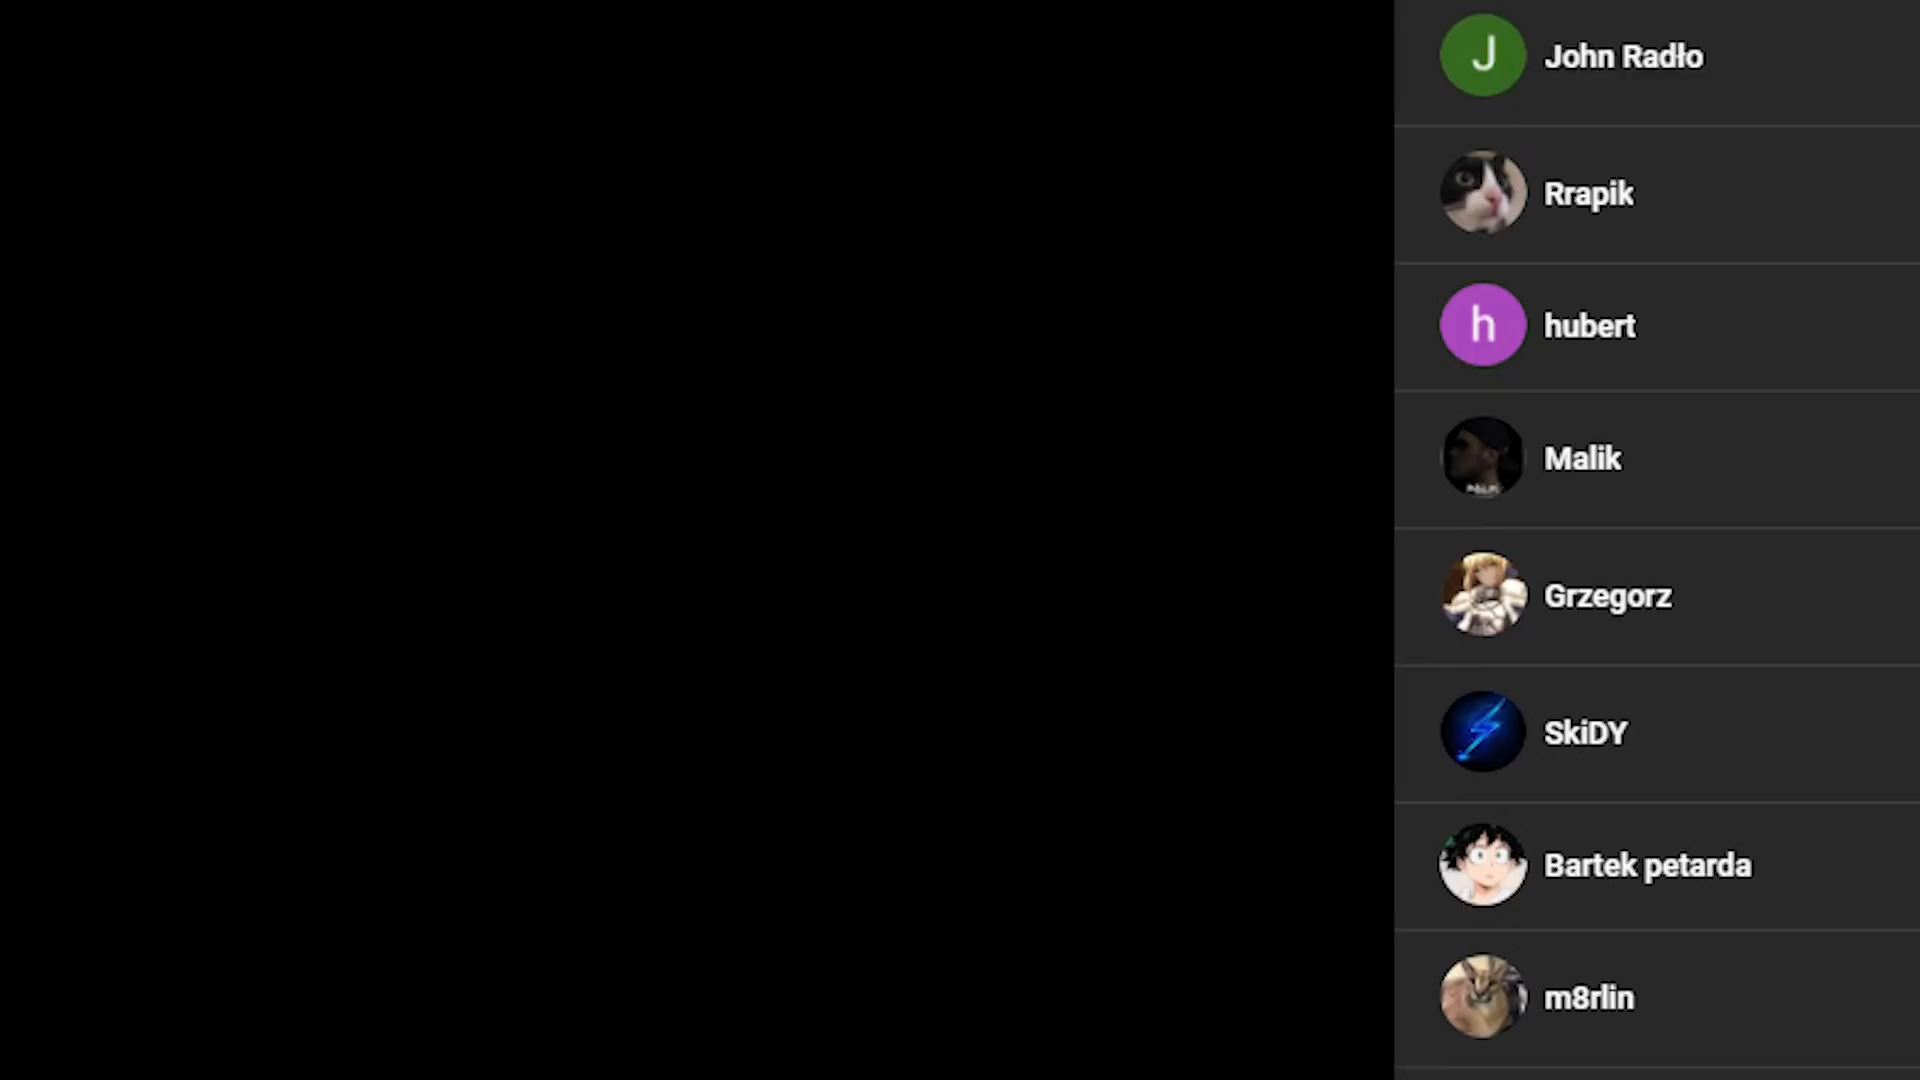 J
John Radło
Rrapik
h
hubert
Malik
Grzegorz
SkiDY
Bartek petarda
m8rlin